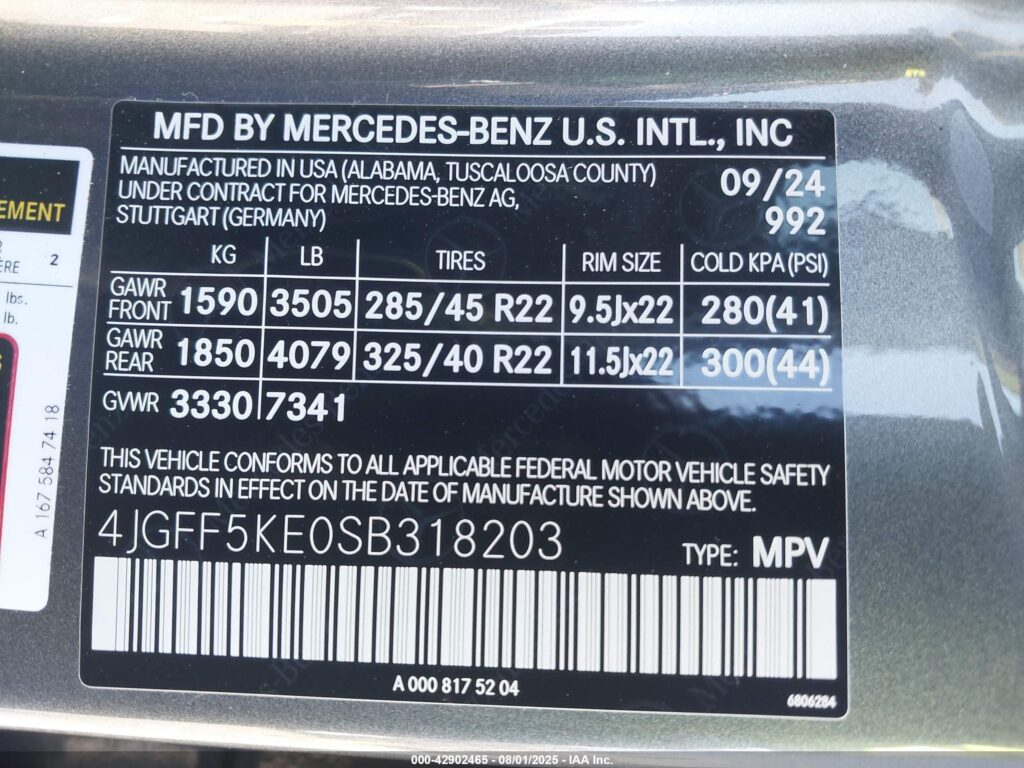 MFD BY MERCEDES-BENZ U.S. INTL., INC
MANUFACTURED IN USA (ALABAMA, TUSCALOOSA COUNTY)
UNDER CONTRACT FOR MERCEDES-BENZ AG,
STUTTGART (GERMANY)
09/24
992
KG LB TIRES RIM SIZE COLD KPA (PSI)
GAWR FRONT 1590 3505 285/45 R22 9.5Jx22 280(41)
GAWR REAR 1850 4079 325/40 R22 11.5Jx22 300(44)
GVWR 3330 7341
THIS VEHICLE CONFORMS TO ALL APPLICABLE FEDERAL MOTOR VEHICLE SAFETY
STANDARDS IN EFFECT ON THE DATE OF MANUFACTURE SHOWN ABOVE.
4JGFF5KE0SB318203
TYPE: MPV
A 000 817 52 04
6806284
EMENT
ERE 2
lbs.
lb.
A 167 584 74 18
000-42902465 - 08/01/2025 - IAA Inc.